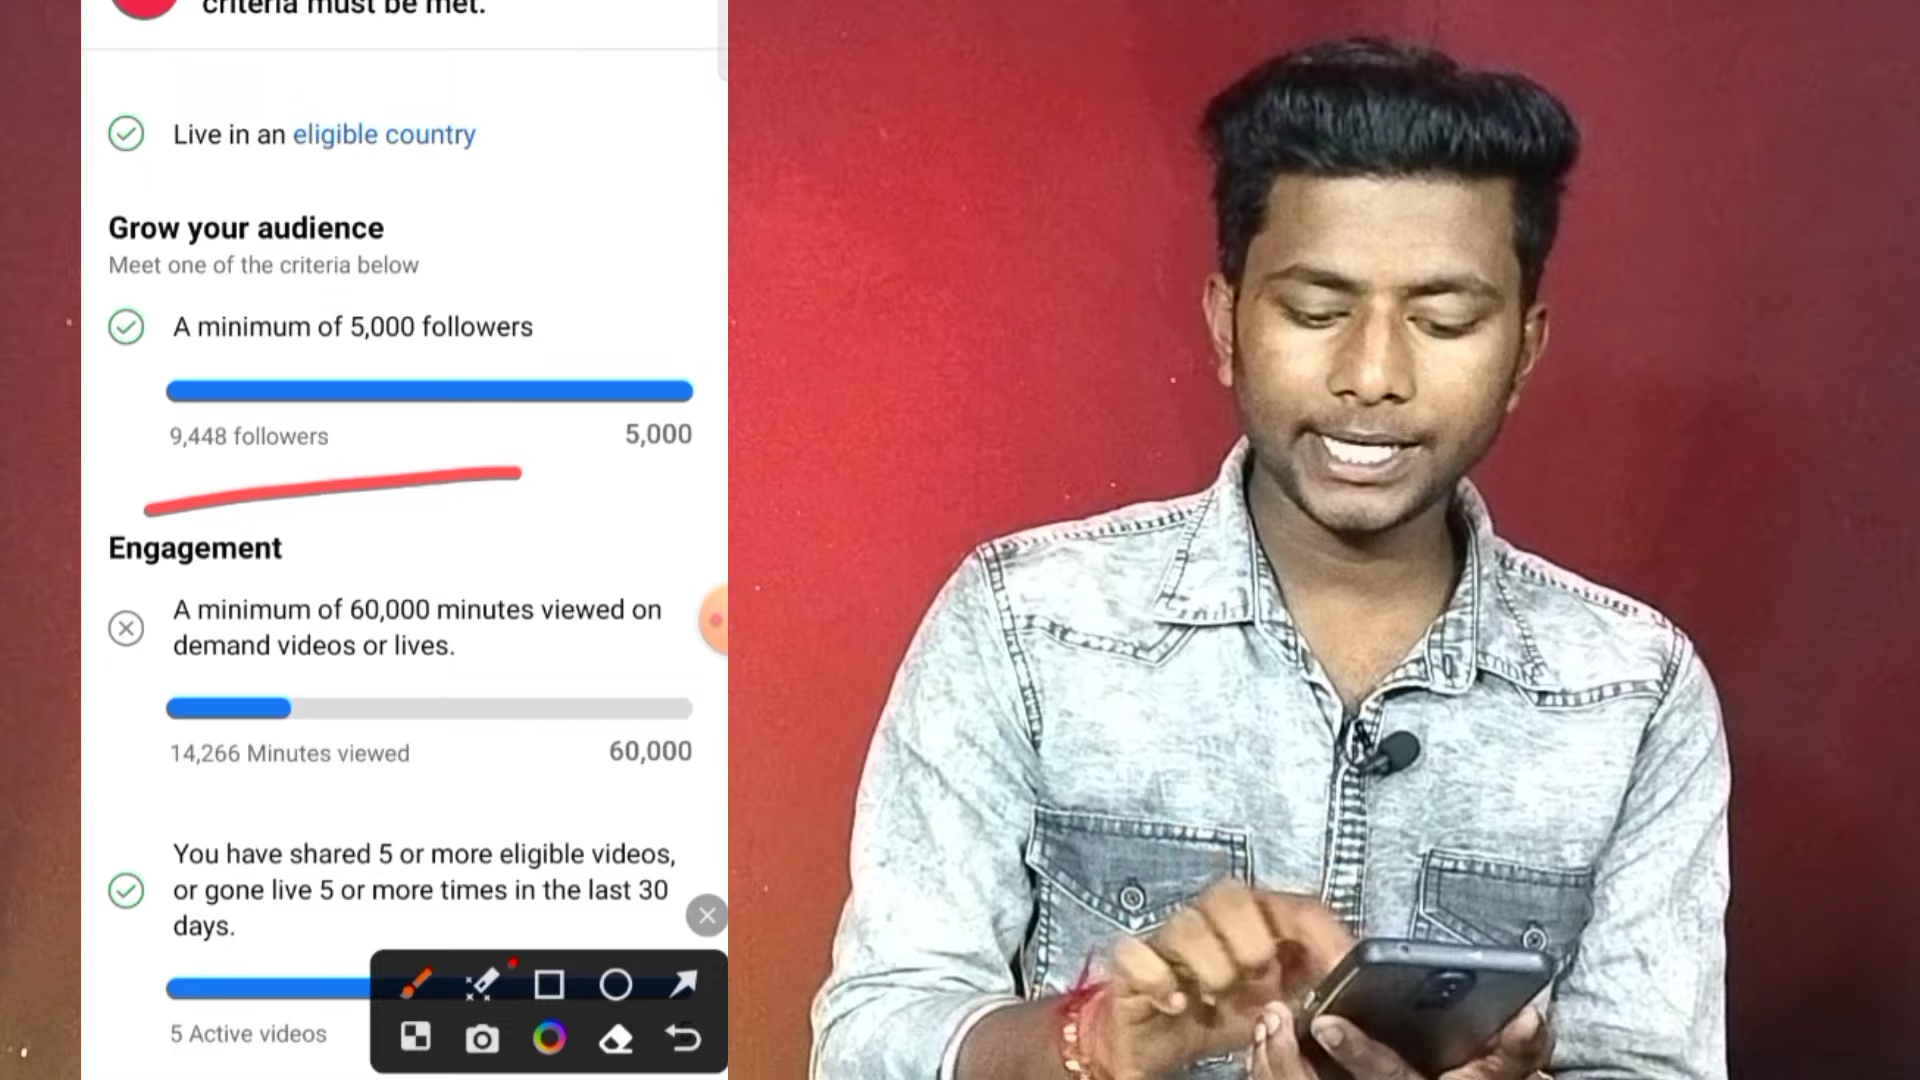 criteria must be met.
Live in an eligible country
Grow your audience
Meet one of the criteria below
A minimum of 5,000 followers
9,448 followers 5,000
Engagement
A minimum of 60,000 minutes viewed on
demand videos or lives.
14,266 Minutes viewed 60,000
You have shared 5 or more eligible videos,
or gone live 5 or more times in the last 30
days.
5 Active videos